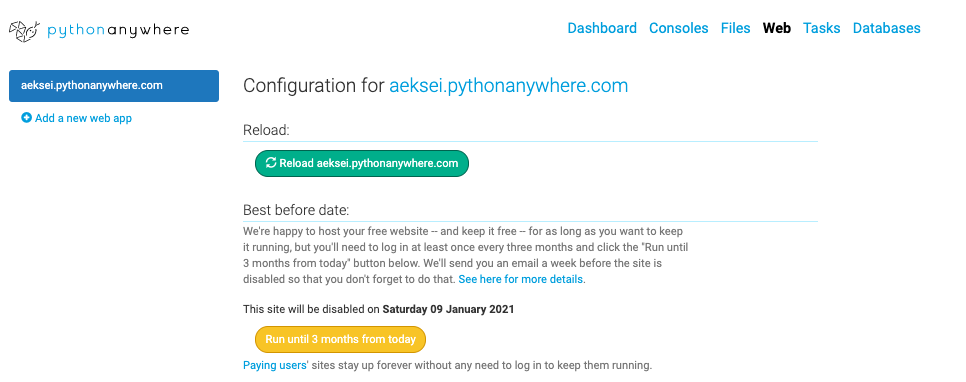 pythonanywhere
Dashboard Consoles Files Web Tasks Databases
aeksei.pythonanywhere.com
Add a new web app
Configuration for aeksei.pythonanywhere.com
Reload:
Reload aeksei.pythonanywhere.com
Best before date:
We're happy to host your free website -- and keep it free -- for as long as you want to keep
it running, but you'll need to log in at least once every three months and click the "Run until
3 months from today" button below. We'll send you an email a week before the site is
disabled so that you don't forget to do that. See here for more details.
This site will be disabled on Saturday 09 January 2021
Run until 3 months from today
Paying users' sites stay up forever without any need to log in to keep them running.